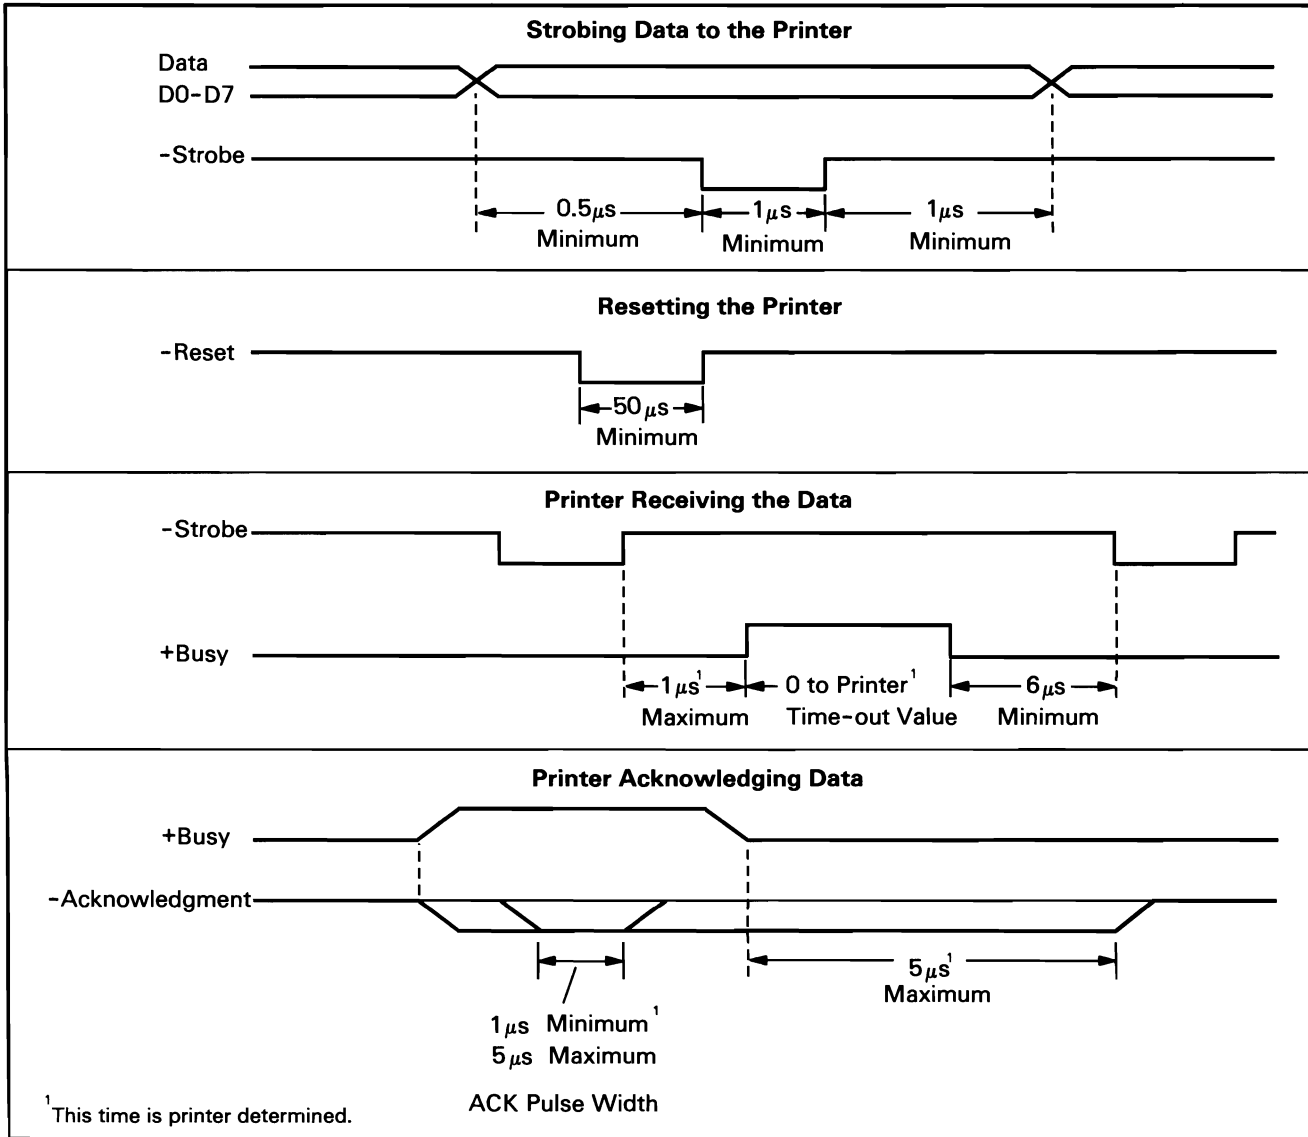 Strobing Data to the Printer
Data
D0-D7
-Strobe
0.5μs
Minimum
1μs
Minimum
1μs
Minimum
Resetting the Printer
-Reset
50μs
Minimum
Printer Receiving the Data
-Strobe
+Busy
1μs¹
Maximum
0 to Printer¹
Time-out Value
6μs
Minimum
Printer Acknowledging Data
+Busy
-Acknowledgment
5μs¹
Maximum
1μs Minimum¹
5μs Maximum
ACK Pulse Width
¹This time is printer determined.